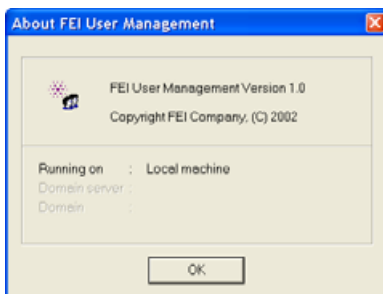 About FEI User Management
FEI User Management Version 1.0
Copyright FEI Company, (C) 2002
Running on : Local machine
Domain server :
Domain :
OK